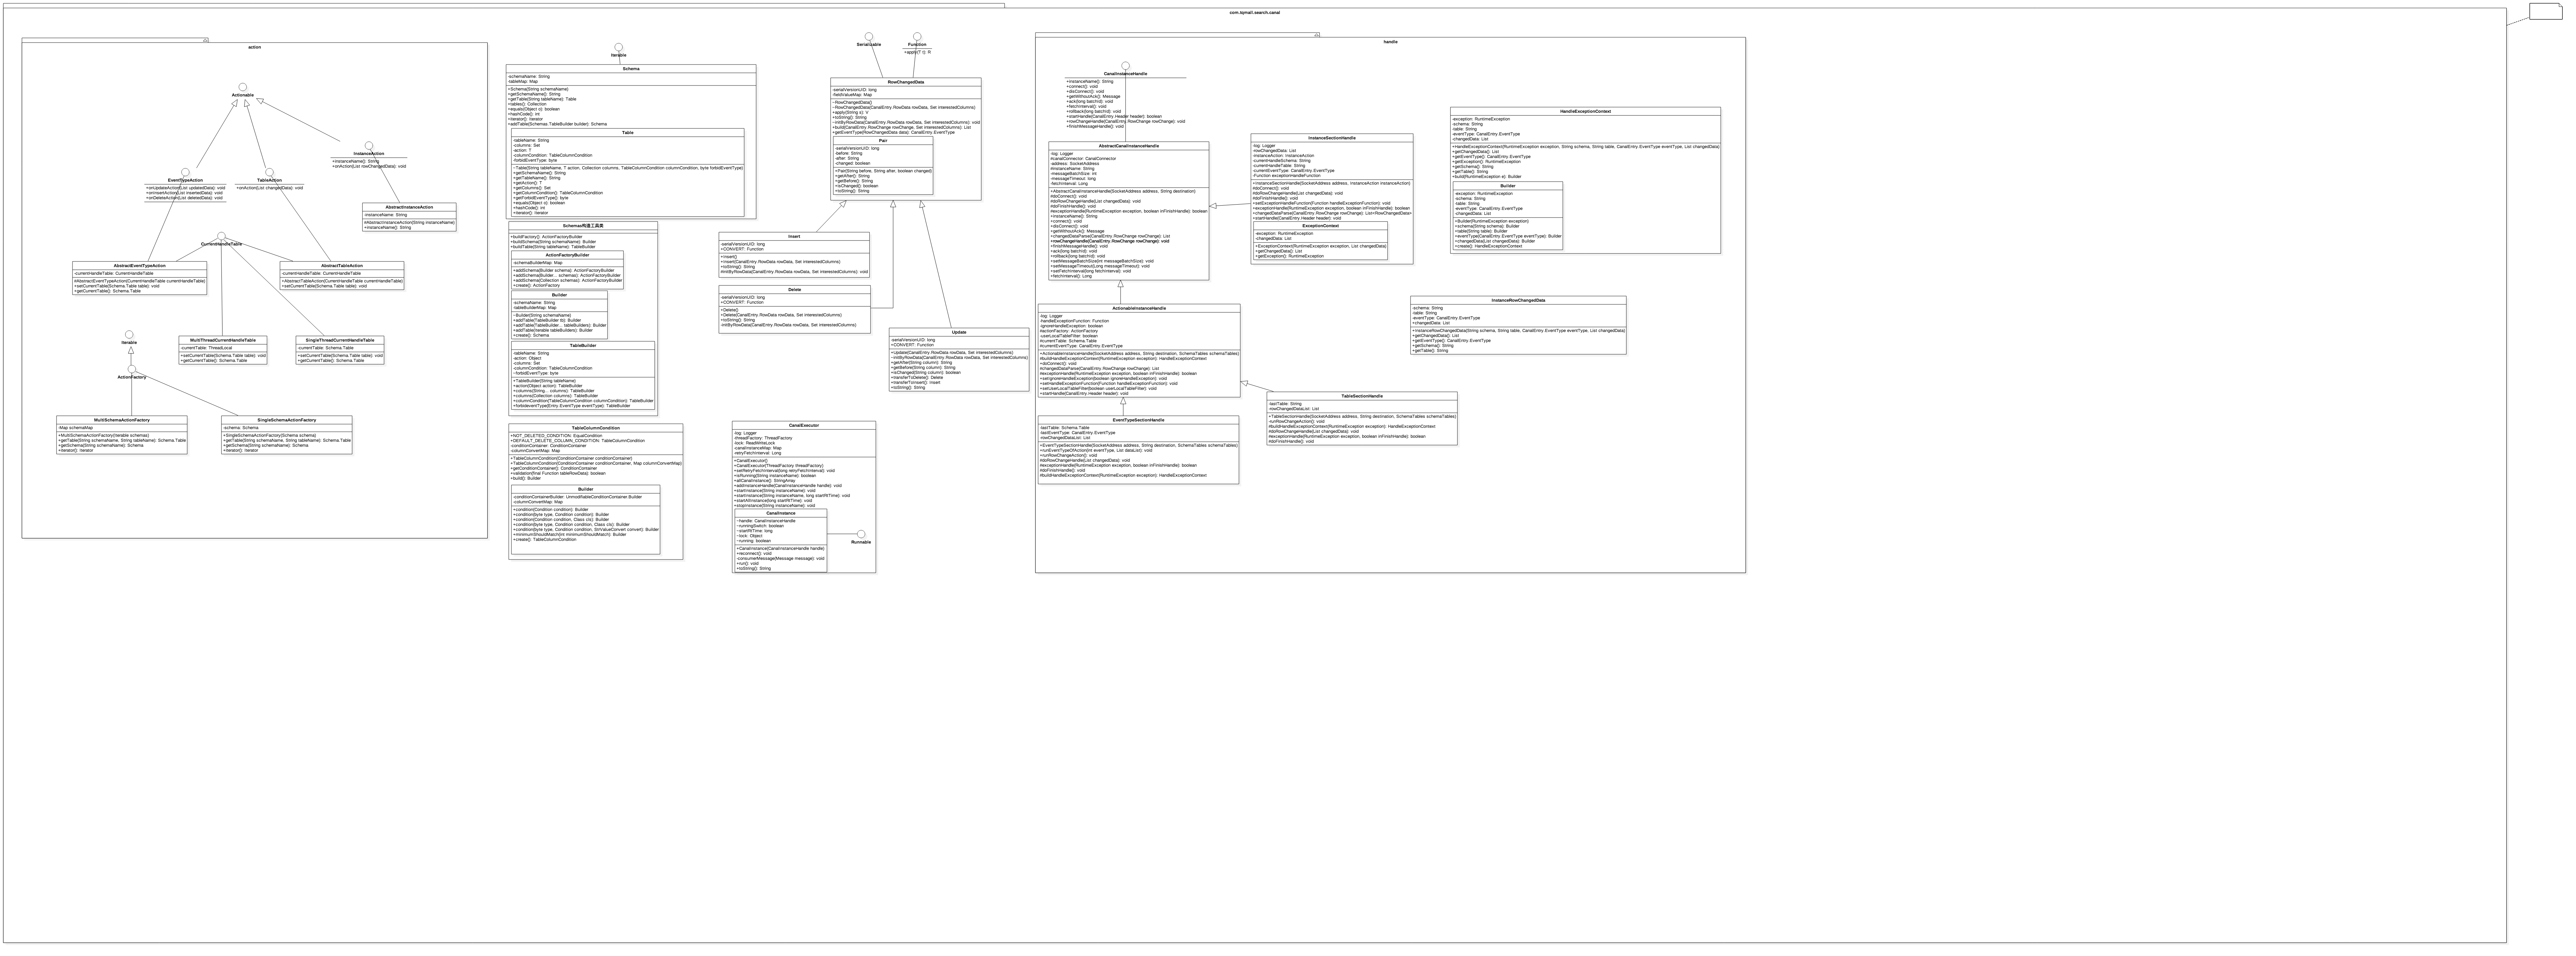 com.tqmall.search.canal
action
Actionable
InstanceAction
+instanceName(): String
+onAction(List rowChangedData): void
EventTypeAction
+onUpdateAction(List updatedData): void
+onInsertAction(List insertedData): void
+onDeleteAction(List deletedData): void
TableAction
+onAction(List changedData): void
AbstractInstanceAction
-instanceName: String
#AbstractInstanceAction(String instanceName)
+instanceName(): String
CurrentHandleTable
AbstractEventTypeAction
-currentHandleTable: CurrentHandleTable
#AbstractEventTypeAction(CurrentHandleTable currentHandleTable)
+setCurrentTable(Schema.Table table): void
+getCurrentTable(): Schema.Table
AbstractTableAction
-currentHandleTable: CurrentHandleTable
+AbstractTableAction(CurrentHandleTable currentHandleTable)
+setCurrentTable(Schema.Table table): void
Iterable
MultiThreadCurrentHandleTable
-currentTable: ThreadLocal
+setCurrentTable(Schema.Table table): void
+getCurrentTable(): Schema.Table
SingleThreadCurrentHandleTable
-currentTable: Schema.Table
+setCurrentTable(Schema.Table table): void
+getCurrentTable(): Schema.Table
ActionFactory
MultiSchemaActionFactory
-Map schemaMap
+MultiSchemaActionFactory(Iterable schemas)
+getTable(String schemaName, String tableName): Schema.Table
+getSchema(String schemaName): Schema
+iterator(): Iterator
SingleSchemaActionFactory
-schema: Schema
+SingleSchemaActionFactory(Schema schema)
+getTable(String schemaName, String tableName): Schema.Table
+getSchema(String schemaName): Schema
+iterator(): Iterator
Iterable
Schema
-schemaName: String
-tableMap: Map
+Schema(String schemaName)
+getSchemaName(): String
+getTable(String tableName): Table
+tables(): Collection
+equals(Object o): boolean
+hashCode(): int
+iterator(): Iterator
+addTable(Schemas.TableBuilder builder): Schema
Table
-tableName: String
-columns: Set
-action: T
-columnCondition: TableColumnCondition
-forbidEventType: byte
~Table(String tableName, T action, Collection columns, TableColumnCondition columnCondition, byte forbidEventType)
+getSchemaName(): String
+getTableName(): String
+getAction(): T
+getColumns(): Set
+getColumnCondition(): TableColumnCondition
+getForbidEventType(): byte
+equals(Object o): boolean
+hashCode(): int
+iterator(): Iterator
Schemas构造工具类
+buildFactory(): ActionFactoryBuilder
+buildSchema(String schemaName): Builder
+buildTable(String tableName): TableBuilder
ActionFactoryBuilder
-schemaBuilderMap: Map
+addSchema(Builder schema): ActionFactoryBuilder
+addSchema(Builder... schemas): ActionFactoryBuilder
+addSchema(Collection schemas): ActionFactoryBuilder
+create(): ActionFactory
Builder
-schemaName: String
-tableBuilderMap: Map
~Builder(String schemaName)
+addTable(TableBuilder tb): Builder
+addTable(TableBuilder... tableBuilders): Builder
+addTable(Iterable tableBuilders): Builder
+create(): Schema
TableBuilder
-tableName: String
-action: Object
-columns: Set
-columnCondition: TableColumnCondition
-forbidEventType: byte
+TableBuilder(String tableName)
+action(Object action): TableBuilder
+columns(String... columns): TableBuilder
+columns(Collection columns): TableBuilder
+columnCondition(TableColumnCondition columnCondition): TableBuilder
+forbideventType(Entry.EventType eventType): TableBuilder
TableColumnCondition
+NOT_DELETED_CONDITION: EqualCondition
+DEFAULT_DELETE_COLUMN_CONDITION: TableColumnCondition
-conditionContainer: ConditionContainer
-columnConvertMap: Map
+TableColumnCondition(ConditionContainer conditionContainer)
+TableColumnCondition(ConditionContainer conditionContainer, Map columnConvertMap)
+getConditionContainer(): ConditionContainer
+validation(final Function tableRowData): boolean
+build(): Builder
Builder
-conditionContainerBuilder: UnmodifiableConditionContainer.Builder
-columnConvertMap: Map
+condition(Condition condition): Builder
+condition(byte type, Condition condition): Builder
+condition(Condition condition, Class cls): Builder
+condition(byte type, Condition condition, Class cls): Builder
+condition(byte type, Condition condition, StrValueConvert convert): Builder
+minimumShouldMatch(int minimumShouldMatch): Builder
+create(): TableColumnCondition
Serializable
Function
+apply(T t): R
RowChangedData
-serialVersionUID: long
~fieldValueMap, Map
~RowChangedData()
~RowChangedData(CanalEntry.RowData rowData, Set interestedColumns)
+apply(String s): V
+toString(): String
~initByRowData(CanalEntry.RowData rowData, Set interestedColumns): void
+build(CanalEntry.RowChange rowChange, Set interestedColumns): List
+getEventType(RowChangedData data): CanalEntry.EventType
Pair
-serialVersionUID: long
-before: String
-after: String
-changed: boolean
+Pair(String before, String after, boolean changed)
+getAfter(): String
+getBefore(): String
+isChanged(): boolean
+toString(): String
Insert
-serialVersionUID: long
+CONVERT: Function
+Insert()
+Insert(CanalEntry.RowData rowData, Set interestedColumns)
+toString(): String
#initByRowData(CanalEntry.RowData rowData, Set interestedColumns): void
Delete
-serialVersionUID: long
+CONVERT: Function
+Delete()
+Delete(CanalEntry.RowData rowData, Set interestedColumns)
+toString(): String
-initByRowData(CanalEntry.RowData rowData, Set interestedColumns)
Update
-serialVersionUID: long
+CONVERT: Function
+Update(CanalEntry.RowData rowData, Set interestedColumns)
~initByRowData(CanalEntry.RowData rowData, Set interestedColumns): void
+getAfter(String column): String
+getBefore(String column): String
+isChanged(String column): boolean
+transferToDelete(): Delete
+transferToInsert(): Insert
+toString(): String
CanalExecutor
-log: Logger
-threadFactory: ThreadFactory
-lock: ReadWriteLock
-canalInstanceMap: Map
-retryFetchInterval: Long
+CanalExecutor()
+CanalExecutor(ThreadFactory threadFactory)
+setRetryFetchInterval(long retryFetchInterval): void
+isRunning(String instanceName): boolean
+allCanalInstance(): StringArray
+addInstanceHandle(CanalInstanceHandle handle): void
+startInstance(String instanceName): void
+startInstance(String instanceName, long startRtTime): void
+startAllInstance(long startRtTime): void
+stopInstance(String instanceName): void
CanalInstance
~handle: CanalInstanceHandle
~runningSwitch: boolean
~startRtTime: long
~lock: Object
~running: boolean
+CanalInstance(CanalInstanceHandle handle)
+reconnect(): void
-consumerMessage(Message message): void
+run(): void
+toString(): String
Runnable
handle
CanalInstanceHandle
+instanceName(): String
+connect(): void
+disConnect(): void
+getWithoutAck(): Message
+ack(long batchId): void
+fetchInterval(): void
+rollback(long batchId): void
+startHandle(CanalEntry.Header header): boolean
+rowChangeHandle(CanalEntry.RowChange rowChange): void
+finishMessageHandle(): void
AbstractCanalInstanceHandle
-log: Logger
#canalConnector: CanalConnector
-address: SocketAddress
#instanceName: String
-messageBatchSize: int
-messageTimeout: long
-fetchInterval: Long
+AbstractCanalInstanceHandle(SocketAddress address, String destination)
#doConnect(): void
#doRowChangeHandle(List changedData): void
#doFinishHandle(): void
#exceptionHandle(RuntimeException exception, boolean inFinishHandle): boolean
+instanceName(): String
+connect(): void
+disConnect(): void
+getWithoutAck(): Message
+changedDataParse(CanalEntry.RowChange rowChange): List
+rowChangeHandle(CanalEntry.RowChange rowChange): void
+finishMessageHandle(): void
+ack(long batchId): void
+rollback(long batchId): void
+setMessageBatchSize(int messageBatchSize): void
+setMessageTimeout(Long messageTimeout): void
+setFetchInterval(long fetchInterval): void
+fetchInterval(): Long
InstanceSectionHandle
-log: Logger
-rowChangedData: List
-instanceAction: InstanceAction
-currentHandleSchema: String
-currentHandleTable: String
-currentEventType: CanalEntry.EventType
-Function exceptionHandleFunction
+InstanceSectionHandle(SocketAddress address, InstanceAction instanceAction)
#doConnect(): void
#doRowChangeHandle(List changedData): void
#doFinishHandle(): void
+setExceptionHandleFunction(Function handleExceptionFunction): void
+exceptionHandle(RuntimeException exception, boolean inFinishHandle): boolean
+changedDataParse(CanalEntry.RowChange rowChange): List<RowChangedData>
+startHandle(CanalEntry.Header header): void
ExceptionContext
-exception: RuntimeException
-changedData: List
+ExceptionContext(RuntimeException exception, List changedData)
+getChangedData(): List
+getException(): RuntimeException
HandleExceptionContext
-exception: RuntimeException
-schema: String
-table: String
-eventType: CanalEntry.EventType
-changedData: List
+HandleExceptionContext(RuntimeException exception, String schema, String table, CanalEntry.EventType eventType, List changedData)
+getChangedData(): List
+getEventType(): CanalEntry.EventType
+getException(): RuntimeException
+getSchema(): String
+getTable(): String
+build(RuntimeException e): Builder
Builder
-exception: RuntimeException
-schema: String
-table: String
-eventType: CanalEntry.EventType
-changedData: List
+Builder(RuntimeException exception)
+schema(String schema): Builder
+table(String table): Builder
+eventType(CanalEntry.EventType eventType): Builder
+changedData(List changedData): Builder
+create(): HandleExceptionContext
ActionableInstanceHandle
-log: Logger
-handleExceptionFunction: Function
-ignoreHandleException: boolean
#actionFactory: ActionFactory
-userLocalTableFilter: boolean
#currentTable: Schema.Table
#currentEventType: CanalEntry.EventType
+ActionableInstanceHandle(SocketAddress address, String destination, SchemaTables schemaTables)
#buildHandleExceptionContext(RuntimeException exception): HandleExceptionContext
+doConnect(): void
#changedDataParse(CanalEntry.RowChange rowChange): List
#exceptionHandle(RuntimeException exception, boolean inFinishHandle): boolean
+setIgnoreHandleException(boolean ignoreHandleException): void
+setHandleExceptionFunction(Function handleExceptionFunction): void
+setUserLocalTableFilter(boolean useLocalTableFilter): void
+startHandle(CanalEntry.Header header): void
InstanceRowChangedData
-schema: String
-table: String
-eventType: CanalEntry.EventType
+changedData: List
+InstanceRowChangedData(String schema, String table, CanalEntry.EventType eventType, List changedData)
+getChangedData(): List
+getEventType(): CanalEntry.EventType
+getSchema(): String
+getTable(): String
TableSectionHandle
-lastTable: String
-rowChangedDataList: List
+TableSectionHandle(SocketAddress address, String destination, SchemaTables schemaTables)
-runRowChangeAction(): void
#buildHandleExceptionContext(RuntimeException exception): HandleExceptionContext
#doRowChangeHandle(List changedData): void
#exceptionHandle(RuntimeException exception, boolean inFinishHandle): boolean
#doFinishHandle(): void
EventTypeSectionHandle
-lastTable: Schema.Table
-lastEventType: CanalEntry.EventType
-rowChangedDataList: List
+EventTypeSectionHandle(SocketAddress address, String destination, SchemaTables schemaTables)
+runEventTypeOfAction(int eventType, List dataList): void
-runRowChangeAction(): void
#doRowChangeHandle(List changedData): void
#exceptionHandle(RuntimeException exception, boolean inFinishHandle): boolean
#doFinishHandle(): void
#buildHandleExceptionContext(RuntimeException exception): HandleExceptionContext